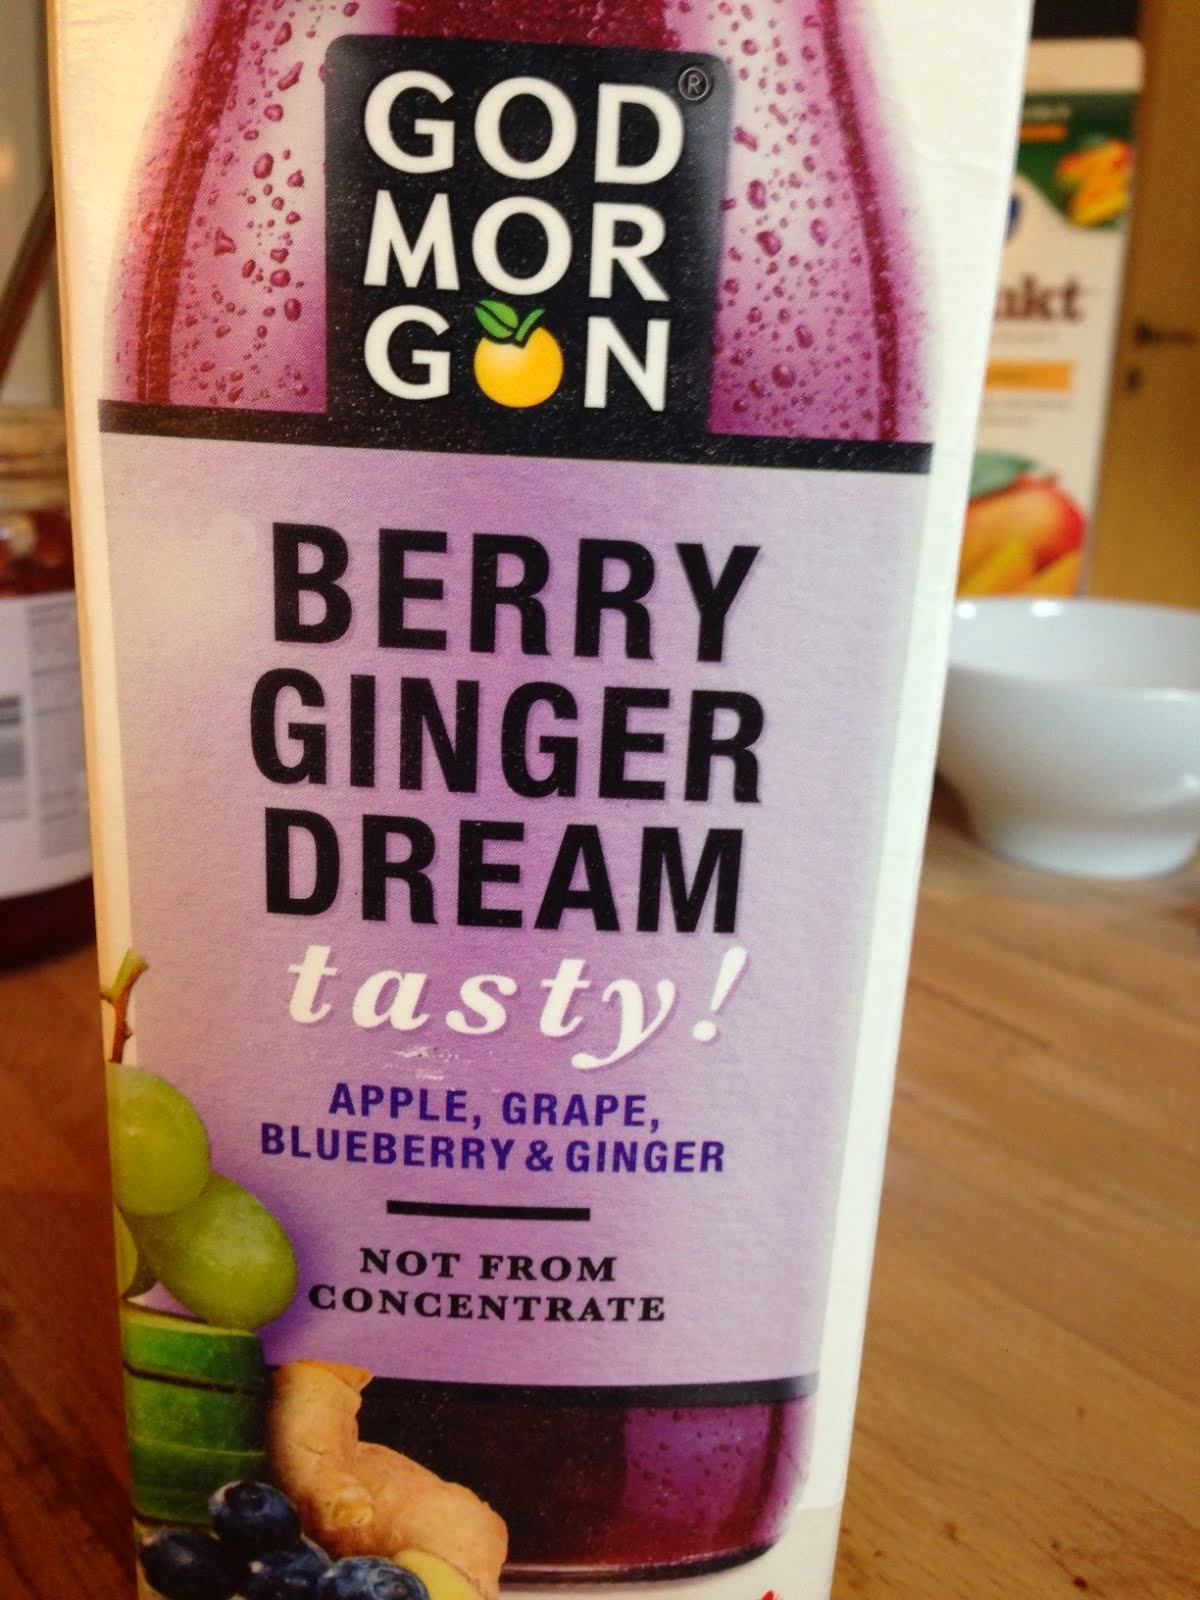 GOD®
MOR
GON
BERRY
GINGER
DREAM
tasty!
APPLE, GRAPE,
BLUEBERRY & GINGER
NOT FROM
CONCENTRATE